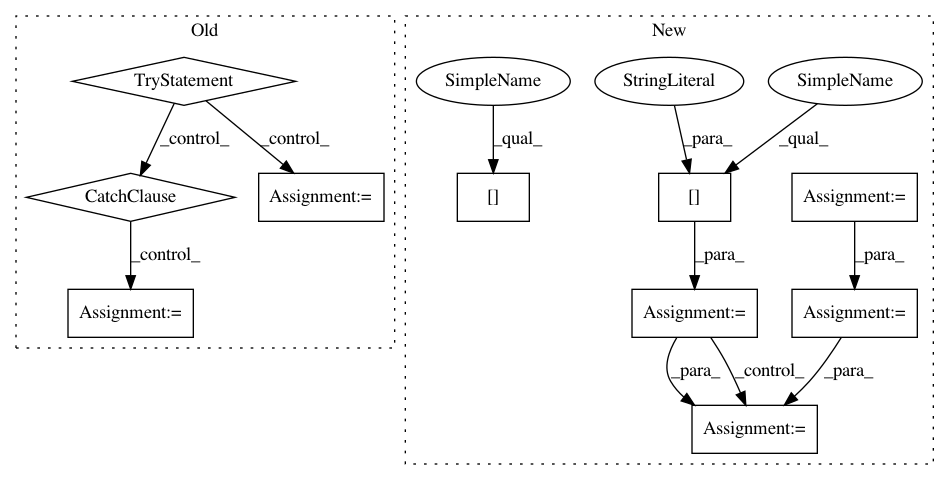 Old
New
TryStatement
SimpleName
StringLiteral
SimpleName
_control_
_control_
_qual_
_para_
_qual_
CatchClause
Assignment:=
[]
[]
Assignment:=
_control_
_para_
_para_
Assignment:=
Assignment:=
Assignment:=
_para_
_control_
_para_
Assignment:=